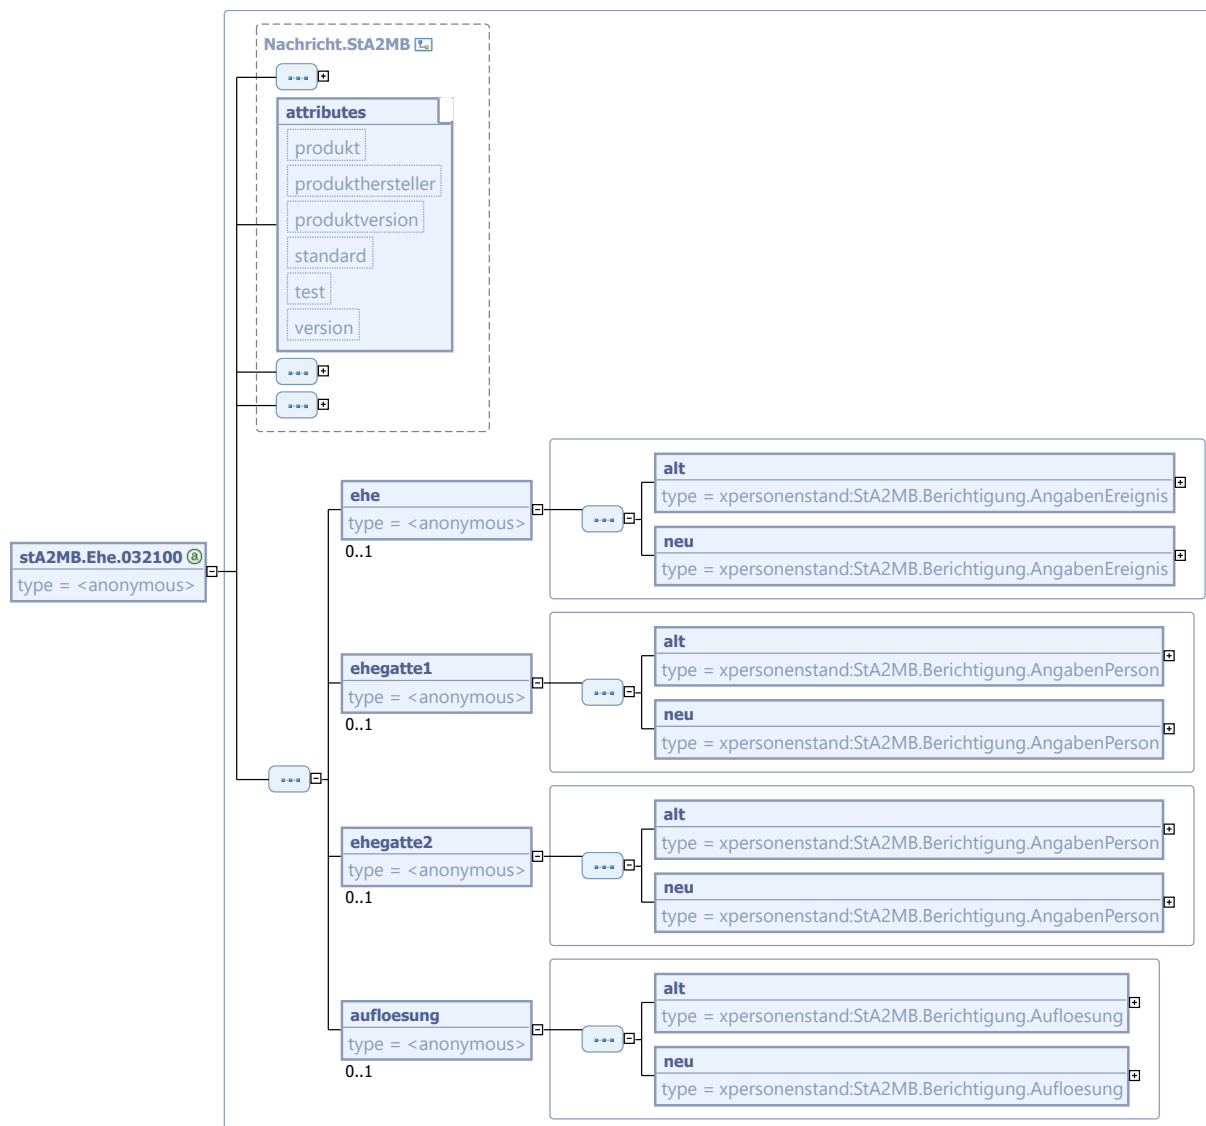 Nachricht.StA2MB
attributes
produkt
produkthersteller
produktversion
standard
test
version
stA2MB.Ehe.032100 a
type = <anonymous>
ehe
type = <anonymous>
0..1
alt
type = xpersonenstand:StA2MB.Berichtigung.AngabenEreignis
neu
type = xpersonenstand:StA2MB.Berichtigung.AngabenEreignis
ehegatte1
type = <anonymous>
0..1
alt
type = xpersonenstand:StA2MB.Berichtigung.AngabenPerson
neu
type = xpersonenstand:StA2MB.Berichtigung.AngabenPerson
ehegatte2
type = <anonymous>
0..1
alt
type = xpersonenstand:StA2MB.Berichtigung.AngabenPerson
neu
type = xpersonenstand:StA2MB.Berichtigung.AngabenPerson
aufloesung
type = <anonymous>
0..1
alt
type = xpersonenstand:StA2MB.Berichtigung.Aufloesung
neu
type = xpersonenstand:StA2MB.Berichtigung.Aufloesung